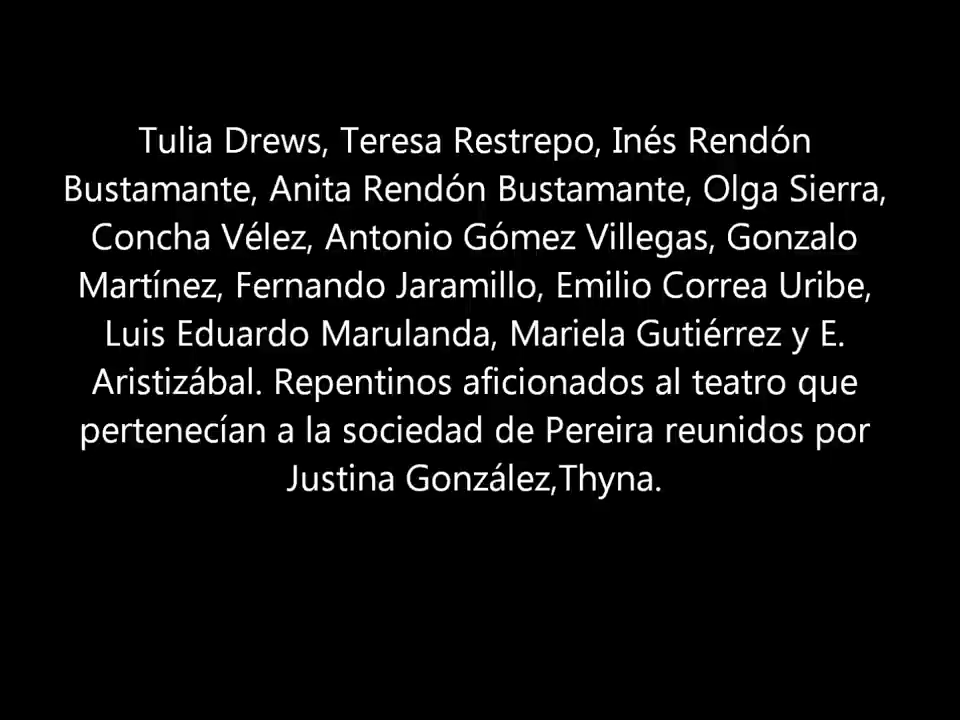 Tulia Drews, Teresa Restrepo, Inés Rendón
Bustamante, Anita Rendón Bustamante, Olga Sierra,
Concha Vélez, Antonio Gómez Villegas, Gonzalo
Martínez, Fernando Jaramillo, Emilio Correa Uribe,
Luis Eduardo Marulanda, Mariela Gutiérrez y E.
Aristizábal. Repentinos aficionados al teatro que
pertenecían a la sociedad de Pereira reunidos por
Justina González,Thyna.